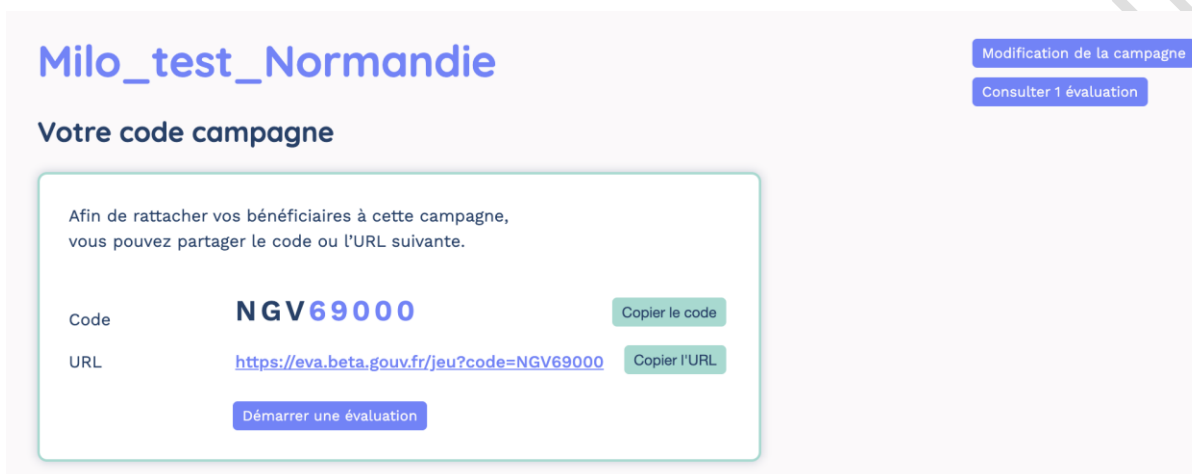 Milo_test_Normandie
Modification de la campagne
Consulter 1 évaluation
Votre code campagne
Afin de rattacher vos bénéficiaires à cette campagne,
vous pouvez partager le code ou l’URL suivante.
Code NGV69000 Copier le code
URL https://eva.beta.gouv.fr/jeu?code=NGV69000 Copier l'URL
Démarrer une évaluation